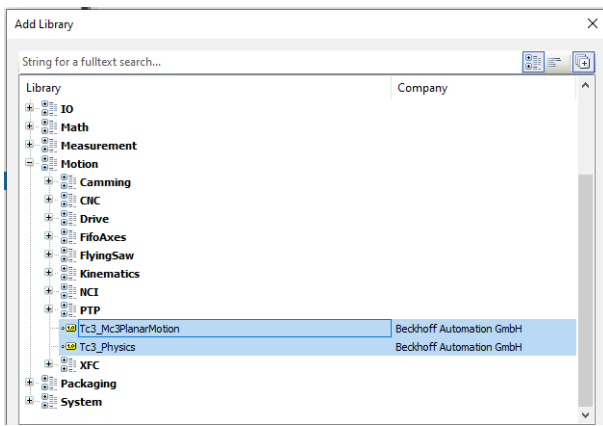 Add Library
String for a fulltext search...
Library Company
IO
Math
Measurement
Motion
Camming
CNC
Drive
FifoAxes
FlyingSaw
Kinematics
NCI
PTP
Tc3_Mc3PlanarMotion Beckhoff Automation GmbH
Tc3_Physics Beckhoff Automation GmbH
XFC
Packaging
System